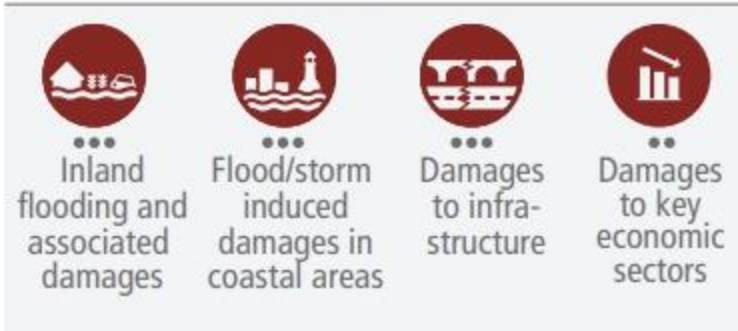 Inland
flooding and
associated
damages
Flood/storm
induced
damages in
coastal areas
Damages
to infra-
structure
Damages
to key
economic
sectors